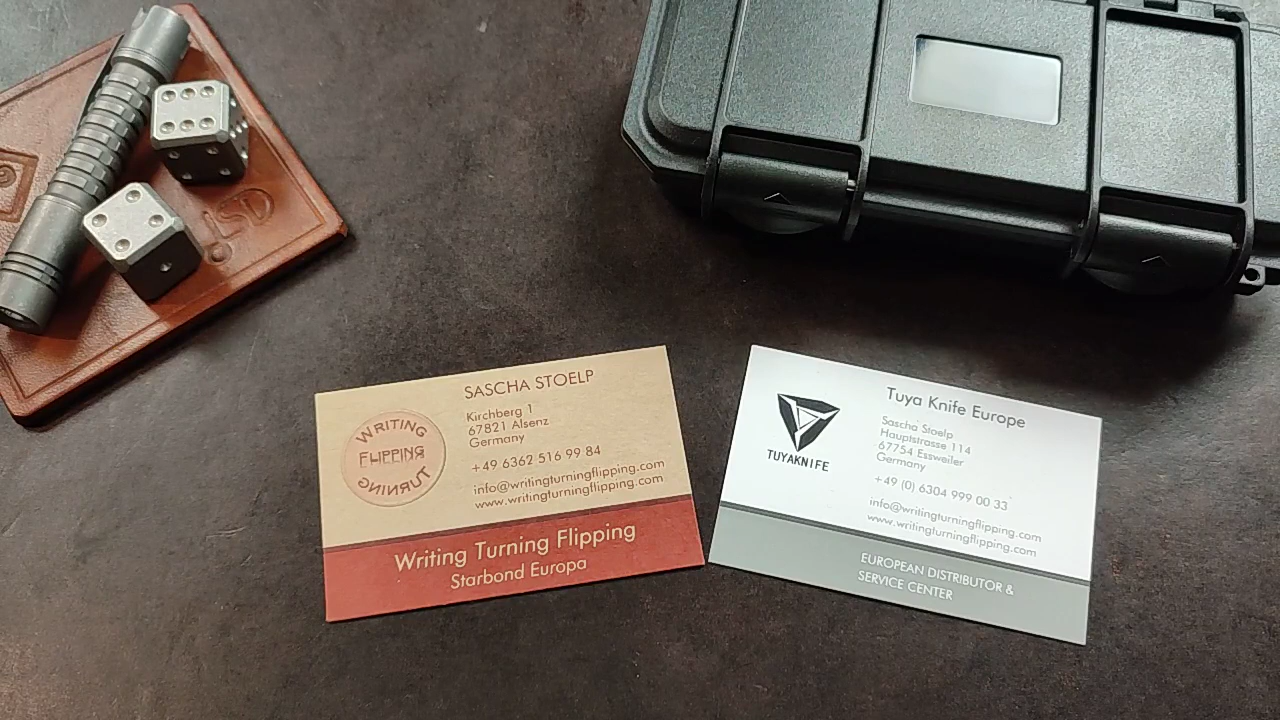 LSD
SASCHA STOELP
Kirchberg 1
67821 Alsenz
Germany
+49 6362 516 99 84
info@writingturningflipping.com
www.writingturningflipping.com
WRITING
FLIPPING
TURNING
Writing Turning Flipping
Starbond Europa
Tuya Knife Europe
Sascha Stoelp
Hauptstrasse 114
67754 Essweiler
Germany
+49 (0) 6304 999 00 33
info@writingturningflipping.com
www.writingturningflipping.com
TUYAKNIFE
EUROPEAN DISTRIBUTOR &
SERVICE CENTER